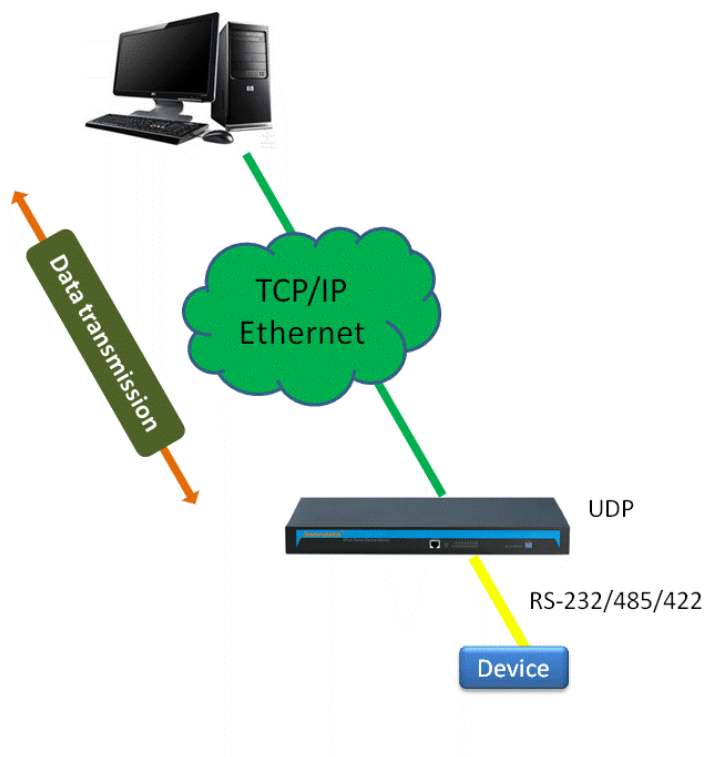 TCP/IP
Ethernet
Data transmission
UDP
RS-232/485/422
Device